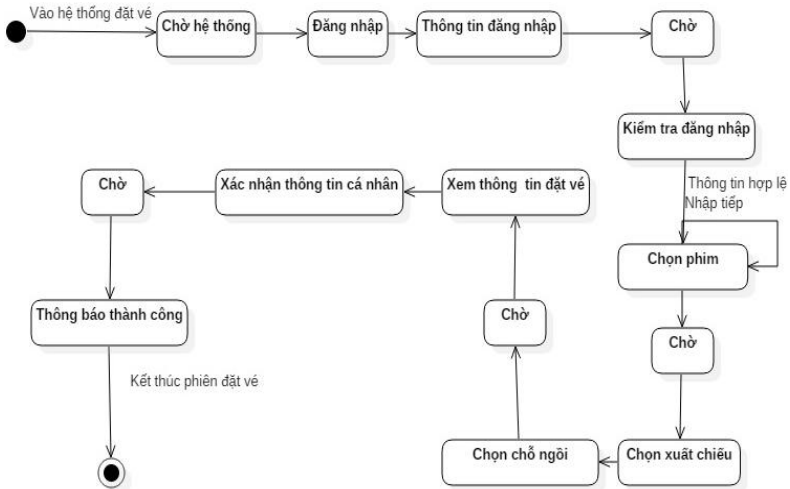 Vào hệ thống đặt vé
Chờ hệ thống
Đăng nhập
Thông tin đăng nhập
Chờ
Kiểm tra đăng nhập
Thông tin hợp lệ
Nhập tiếp
Chọn phim
Chờ
Chọn xuất chiếu
Chọn chỗ ngồi
Chờ
Xem thông tin đặt vé
Xác nhận thông tin cá nhân
Chờ
Thông báo thành công
Kết thúc phiên đặt vé